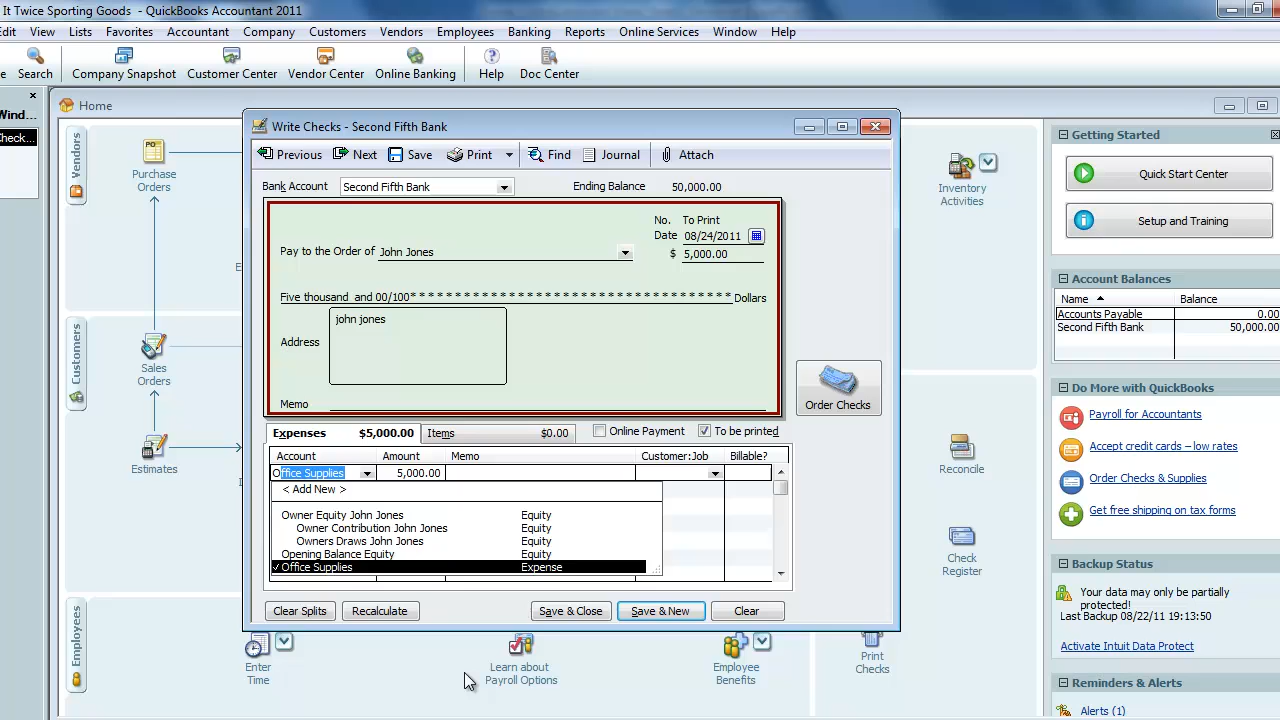 It Twice Sporting Goods - QuickBooks Accountant 2011
Edit View Lists Favorites Accountant Company Customers Vendors Employees Banking Reports Online Services Window Help
Search Company Snapshot Customer Center Vendor Center Online Banking Help Doc Center
Wind...
Check...
Home
Vendors
Purchase
Orders
Customers
Sales
Orders
Estimates
Employees
Enter
Time
Learn about
Payroll Options
Employee
Benefits
Print
Checks
Inventory
Activities
Reconcile
Check
Register
Write Checks - Second Fifth Bank
Previous Next Save Print Find Journal Attach
Bank Account Second Fifth Bank Ending Balance 50,000.00
No. To Print
Date 08/24/2011
Pay to the Order of John Jones $ 5,000.00
Five thousand and 00/100* * * * * * * * * * * * * * * * * * * * * * * * * * * * * * * * * Dollars
john jones
Address
Memo
Order Checks
Expenses $5,000.00 Items $0.00 Online Payment To be printed
Account Amount Memo Customer:Job Billable?
Office Supplies 5,000.00
< Add New >
Owner Equity John Jones Equity
Owner Contribution John Jones Equity
Owners Draws John Jones Equity
Opening Balance Equity Equity
✓ Office Supplies Expense
Clear Splits Recalculate Save & Close Save & New Clear
Getting Started
Quick Start Center
Setup and Training
Account Balances
Name Balance
Accounts Payable 0.00
Second Fifth Bank 50,000.00
Do More with QuickBooks
Payroll for Accountants
Accept credit cards – low rates
Order Checks & Supplies
Get free shipping on tax forms
Backup Status
Your data may only be partially
protected!
Last Backup 08/22/11 19:13:50
Activate Intuit Data Protect
Reminders & Alerts
Alerts (1)